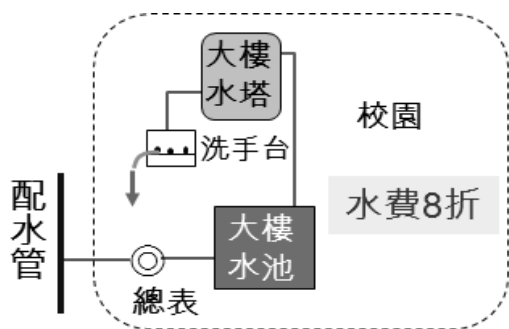 大樓
水塔
校園
洗手台
水費8折
配水管
大樓
水池
總表